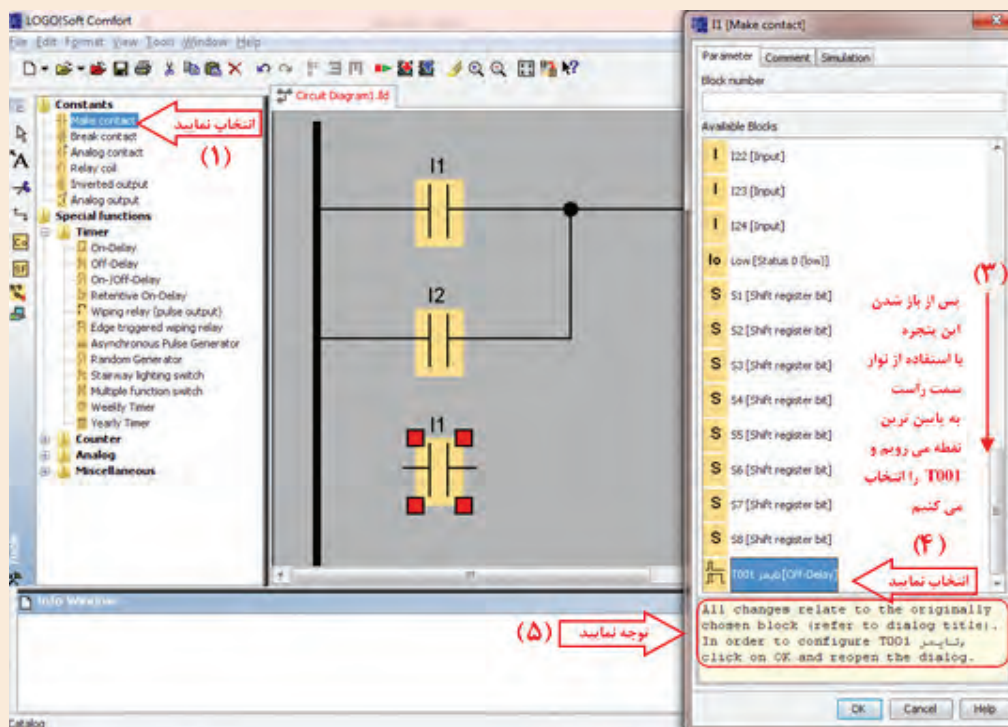 LOGO!Soft Comfort
File Edit Format View Tools Window Help
Circuit Diagram1.lld
Constants
Make contact
Break contact
Analog contact
Relay coil
Inverted output
Analog output
Special functions
Timer
On-Delay
Off-Delay
On-/Off-Delay
Retentive On-Delay
Wiping relay (pulse output)
Edge triggered wiping relay
Asynchronous Pulse Generator
Random Generator
Stairway lighting switch
Multiple function switch
Weekly Timer
Yearly Timer
Counter
Analog
Miscellaneous
انتخاب نمایید
(۱)
I1
I2
I1
Info Window
Catalog
I1 [Make contact]
Parameter Comment Simulation
Block number
Available Blocks
I I22 [Input]
I I23 [Input]
I I24 [Input]
lo Low [Status 0 (low)]
S S1 [Shift register bit]
S S2 [Shift register bit]
S S3 [Shift register bit]
S S4 [Shift register bit]
S S5 [Shift register bit]
S S6 [Shift register bit]
S S7 [Shift register bit]
S S8 [Shift register bit]
T001 تایمر [Off-Delay]
(۳)
پس از باز شدن
این پنجره
با استفاده از نوار
سمت راست
به پایین ترین
نقطه می رویم و
T001 را انتخاب
می کنیم
(۴)
انتخاب نمایید
(۵)
توجه نمایید
All changes relate to the originally
chosen block (refer to dialog title).
In order to configure T001
تایمر,
click on OK and reopen the dialog.
OK Cancel Help